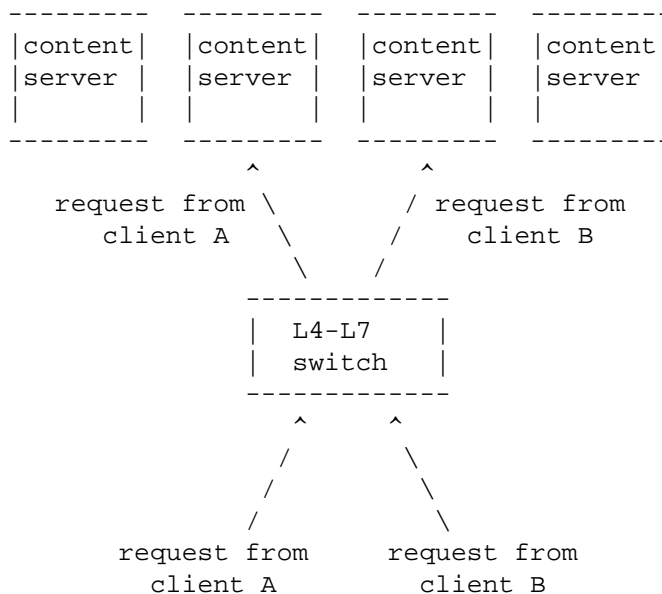 --------- --------- --------- ---------
|content| |content| |content| |content
|server | |server | |server | |server
|       | |       | |       | |
--------- --------- --------- ---------
^ ^
request from \ / request from
client A \ / client B
\ /
-------------
| L4-L7 |
| switch |
-------------
^ ^
/ \
/ \
/ \
request from request from
client A client B